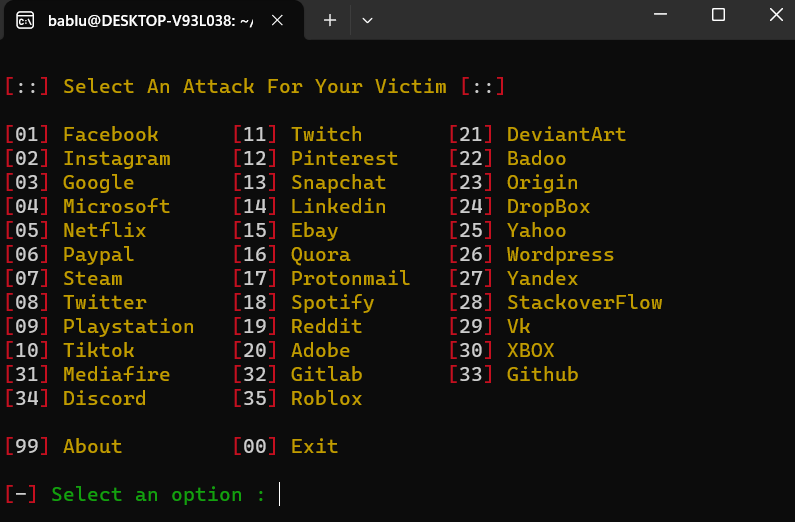 bablu@DESKTOP-V93L038: ~/
[::] Select An Attack For Your Victim [::]
[01] Facebook [11] Twitch [21] DeviantArt
[02] Instagram [12] Pinterest [22] Badoo
[03] Google [13] Snapchat [23] Origin
[04] Microsoft [14] Linkedin [24] DropBox
[05] Netflix [15] Ebay [25] Yahoo
[06] Paypal [16] Quora [26] Wordpress
[07] Steam [17] Protonmail [27] Yandex
[08] Twitter [18] Spotify [28] StackoverFlow
[09] Playstation [19] Reddit [29] Vk
[10] Tiktok [20] Adobe [30] XBOX
[31] Mediafire [32] Gitlab [33] Github
[34] Discord [35] Roblox
[99] About [00] Exit
[-] Select an option :